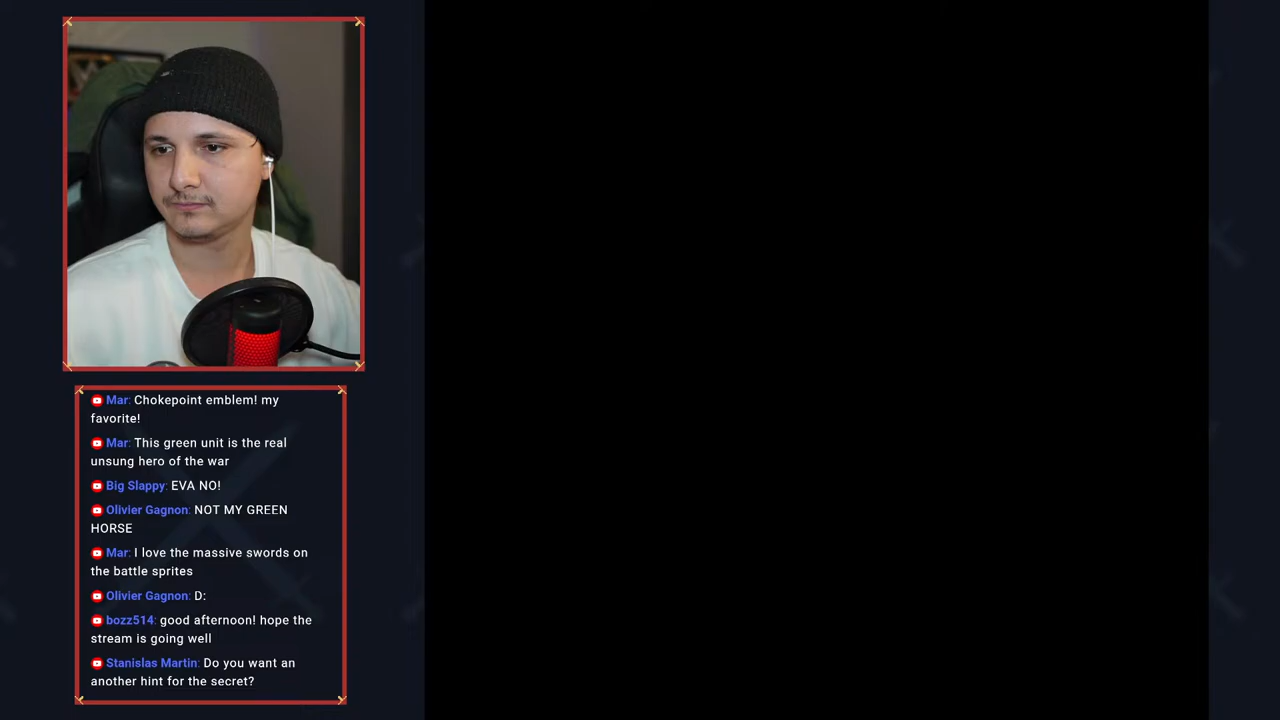 Mar: Chokepoint emblem! my
favorite!
Mar: This green unit is the real
unsung hero of the war
Big Slappy: EVA NO!
Olivier Gagnon: NOT MY GREEN
HORSE
Mar: I love the massive swords on
the battle sprites
Olivier Gagnon: D:
bozz514: good afternoon! hope the
stream is going well
Stanislas Martin: Do you want an
another hint for the secret?